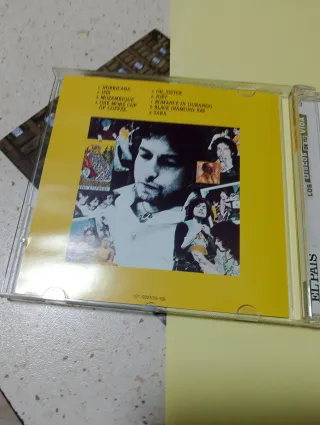 1. HURRICANE
2. ISIS
3. MOZAMBIQUE
4. ONE MORE CUP
OF COFFEE
5. OH, SISTER
6. JOEY
7. ROMANCE IN DURANGO
8. BLACK DIAMOND BAY
9. SARA
EL PAIS